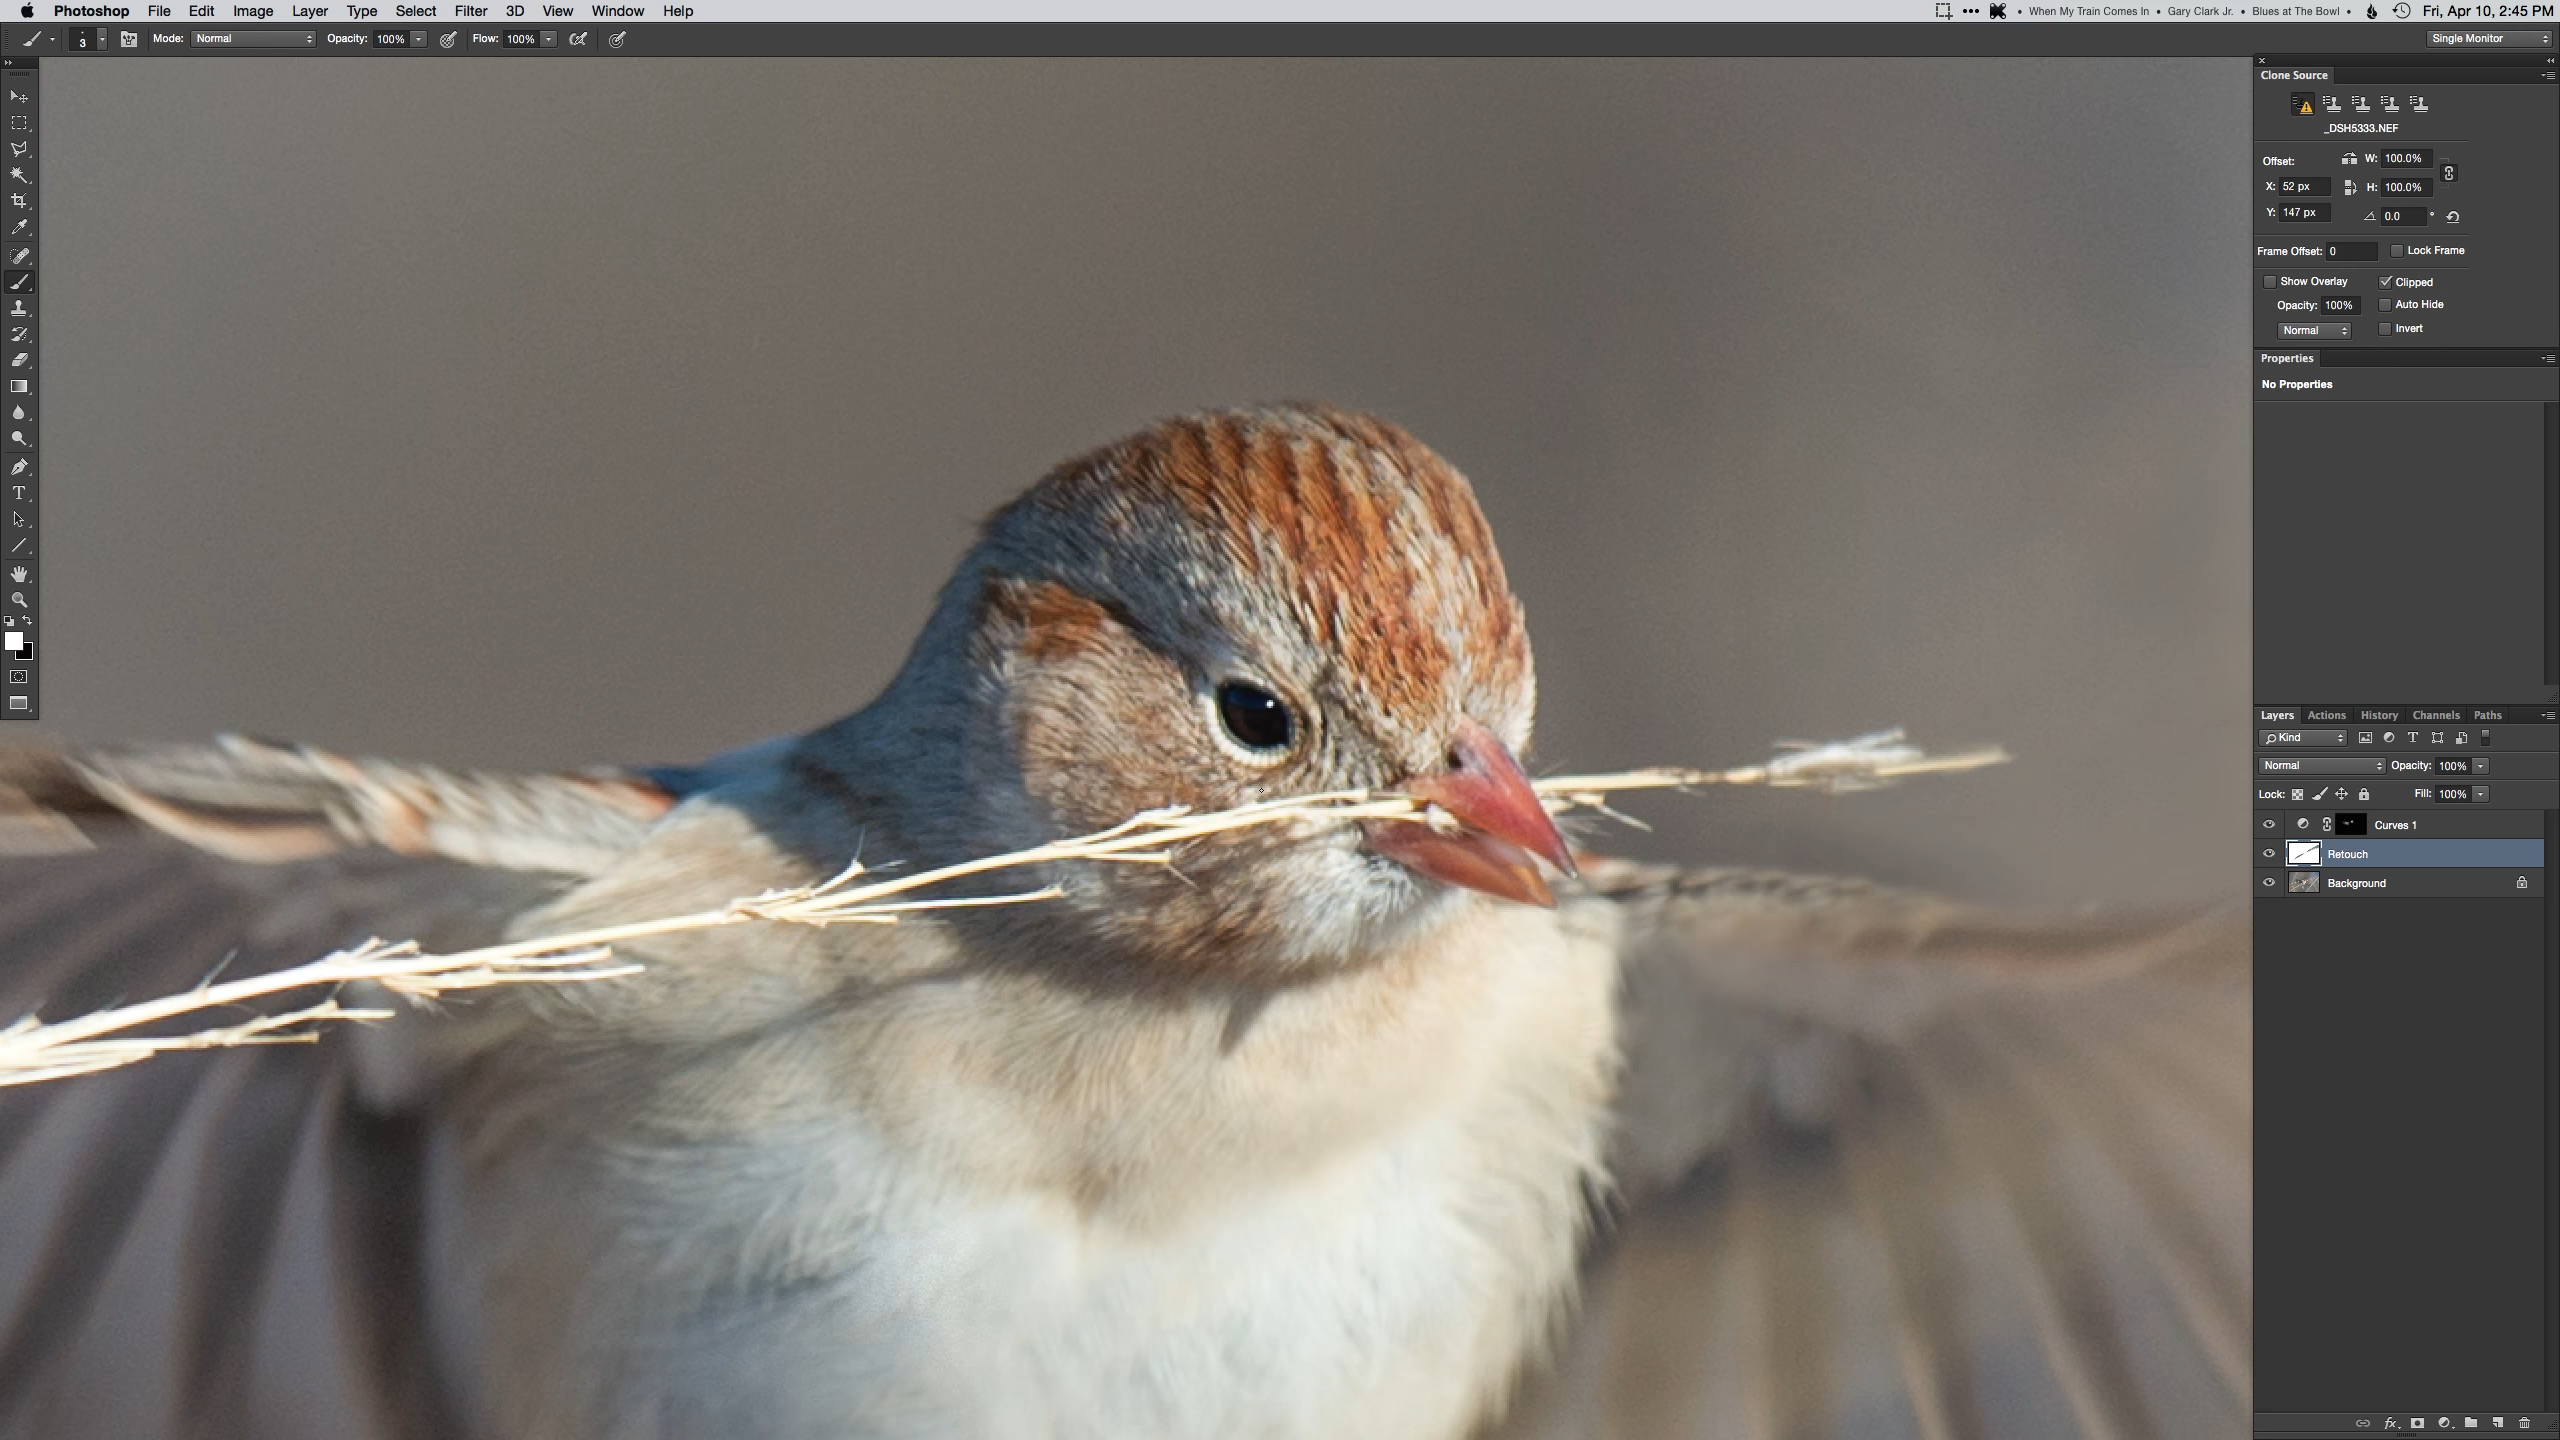 Photoshop File Edit Image Layer Type Select Filter 3D View Window Help • When My Train Comes In • Gary Clark Jr. • Blues at The Bowl • Fri, Apr 10, 2:45 PM
3 Mode: Normal Opacity: 100% Flow: 100% Single Monitor
Clone Source
_DSH5333.NEF
Offset: W: 100.0%
X: 52 px H: 100.0%
Y: 147 px 0.0 °
Frame Offset: 0 Lock Frame
Show Overlay Clipped
Opacity: 100% Auto Hide
Normal Invert
Properties
No Properties
Layers Actions History Channels Paths
Kind
Normal Opacity: 100%
Lock: Fill: 100%
Curves 1
Retouch
Background